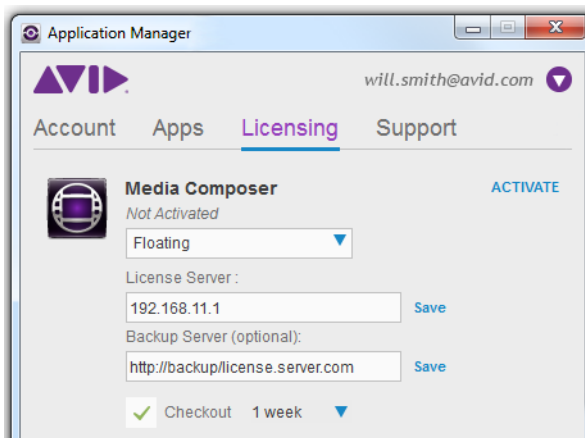 Application Manager
AVID will.smith@avid.com
Account Apps Licensing Support
Media Composer ACTIVATE
Not Activated
Floating
License Server :
192.168.11.1 Save
Backup Server (optional):
http://backup/license.server.com Save
Checkout 1 week